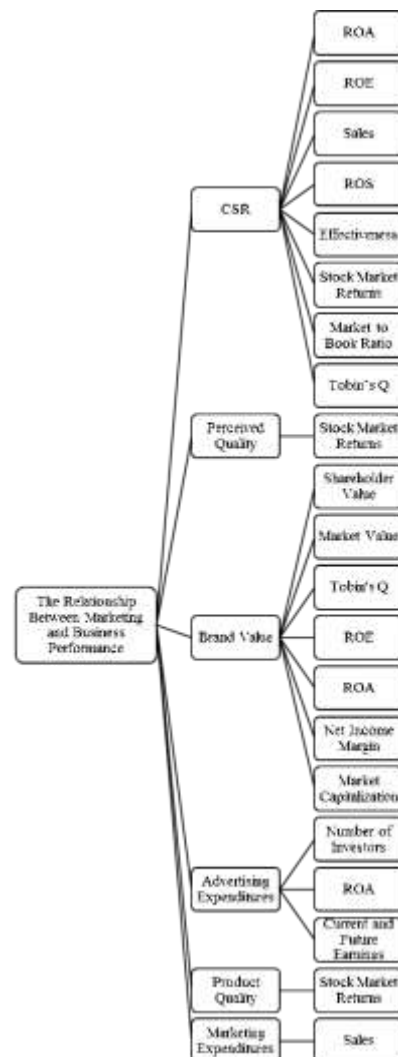 ROA
ROE
Sales
ROS
CSR
Effectiveness
Stock Market
Returns
Market to
Book Ratio
Tobin's Q
Perceived
Quality
Stock Market
Returns
Shareholder
Value
Market Value
Tobin's Q
The Relationship
Between Marketing
and Business
Performance
Brand Value
ROE
ROA
Net Income
Margin
Market
Capitalization
Number of
Investors
Advertising
Expenditures
ROA
Current and
Future
Earnings
Product
Quality
Stock Market
Returns
Marketing
Expenditures
Sales